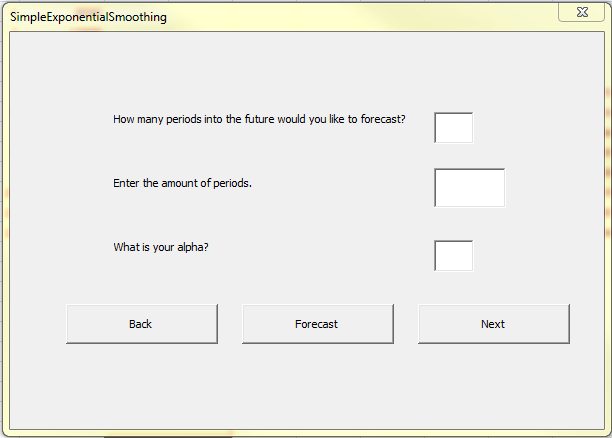 SimpleExponentialSmoothing
How many periods into the future would you like to forecast?
Enter the amount of periods.
What is your alpha?
Back
Forecast
Next